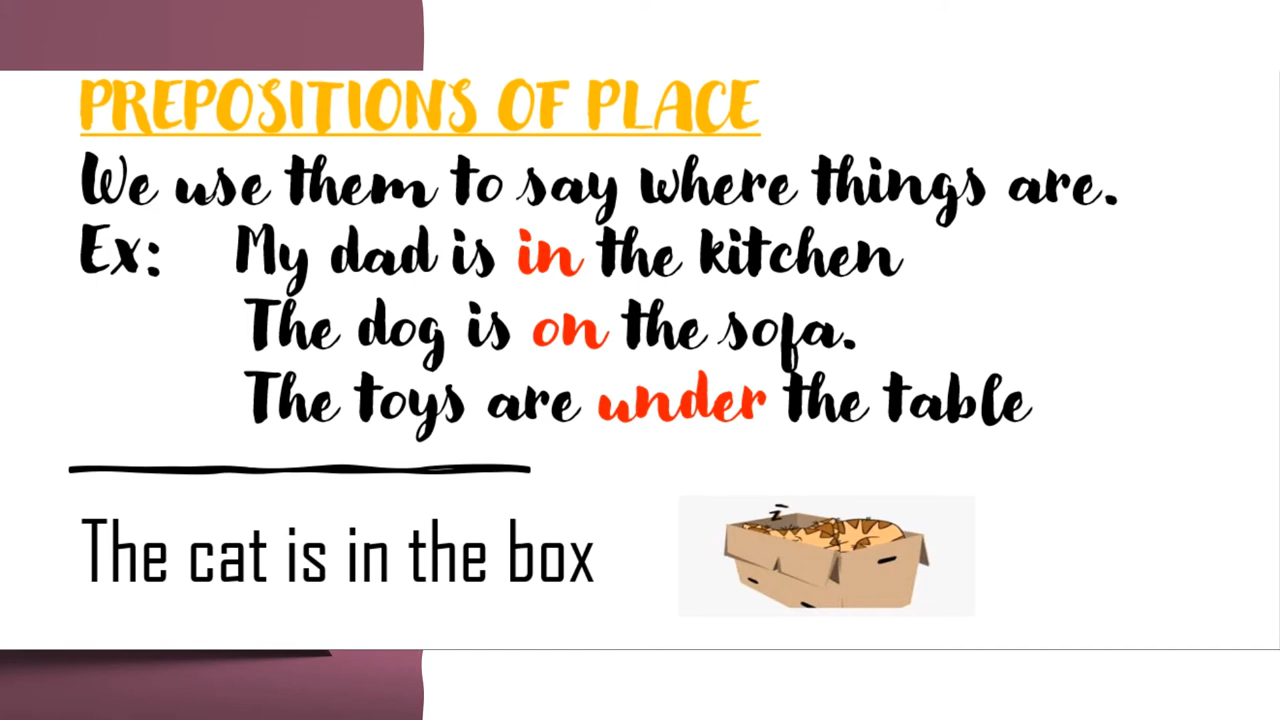 PREPOSITIONS OF PLACE
We use them to say where things are.
Ex: My dad is in the kitchen
The dog is on the sofa.
The toys are under the table
The cat is in the box
z